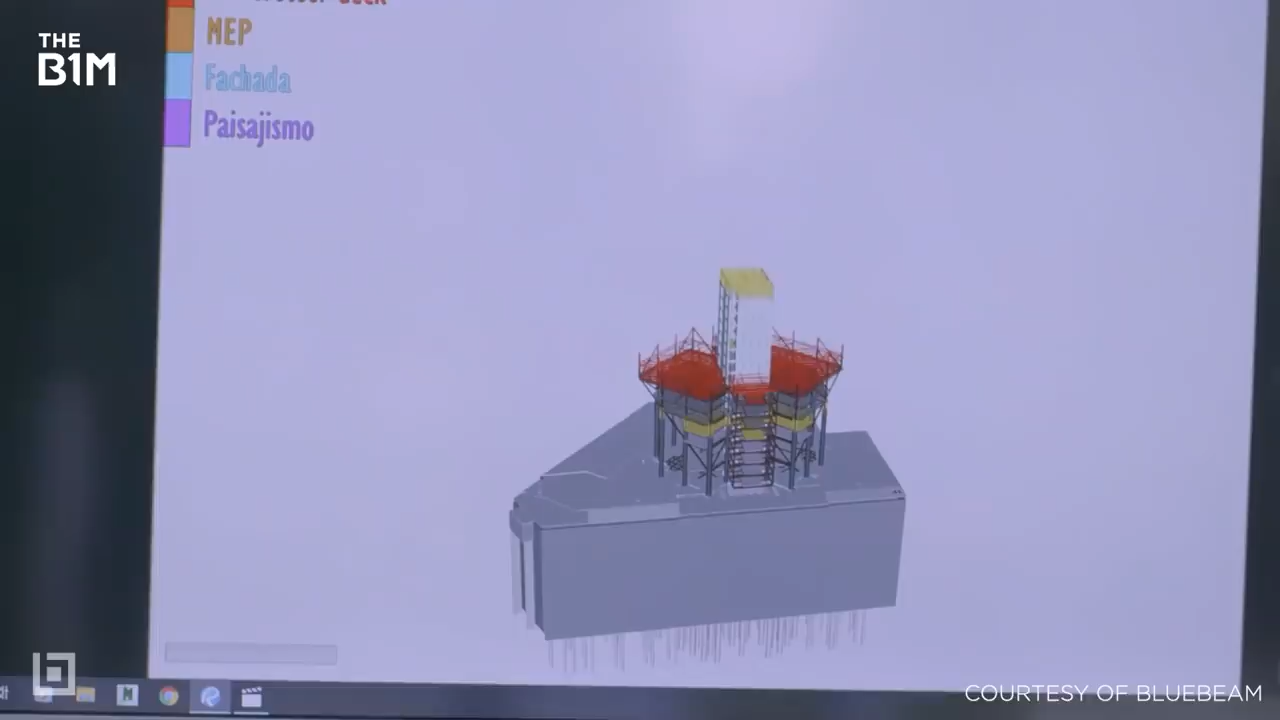 THE
B1M
MEP
Fachada
Paisajismo
COURTESY OF BLUEBEAM